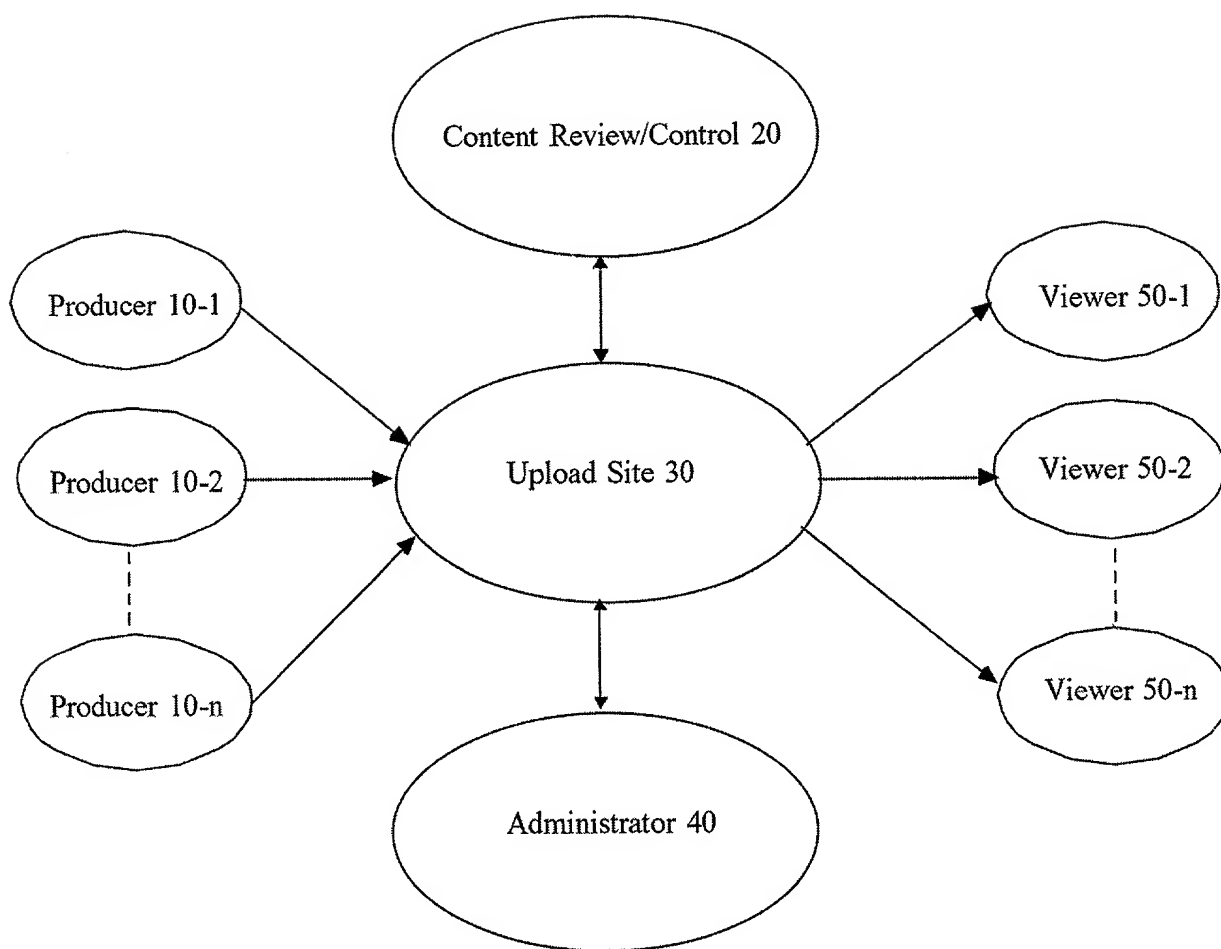 Content Review/Control 20
Producer 10-1
Viewer 50-1
Producer 10-2
Upload Site 30
Viewer 50-2
Producer 10-n
Viewer 50-n
Administrator 40